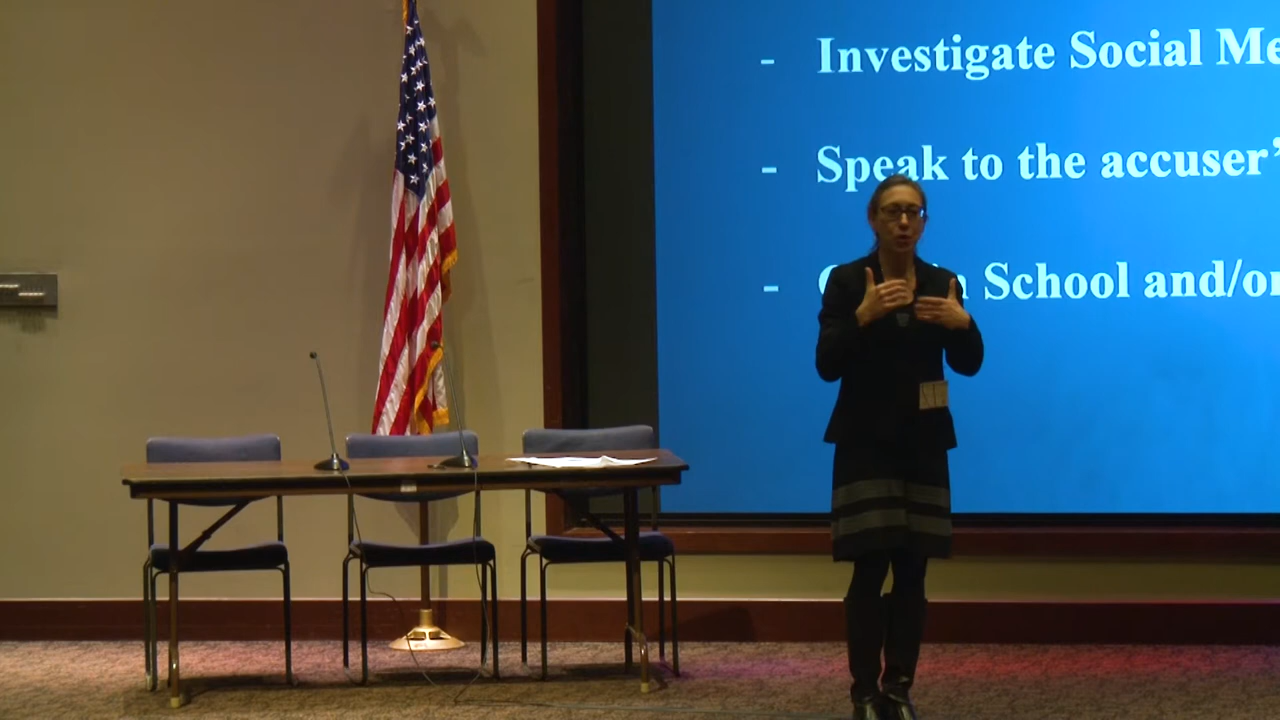 - Investigate Social Me
- Speak to the accuser'
- School and/or